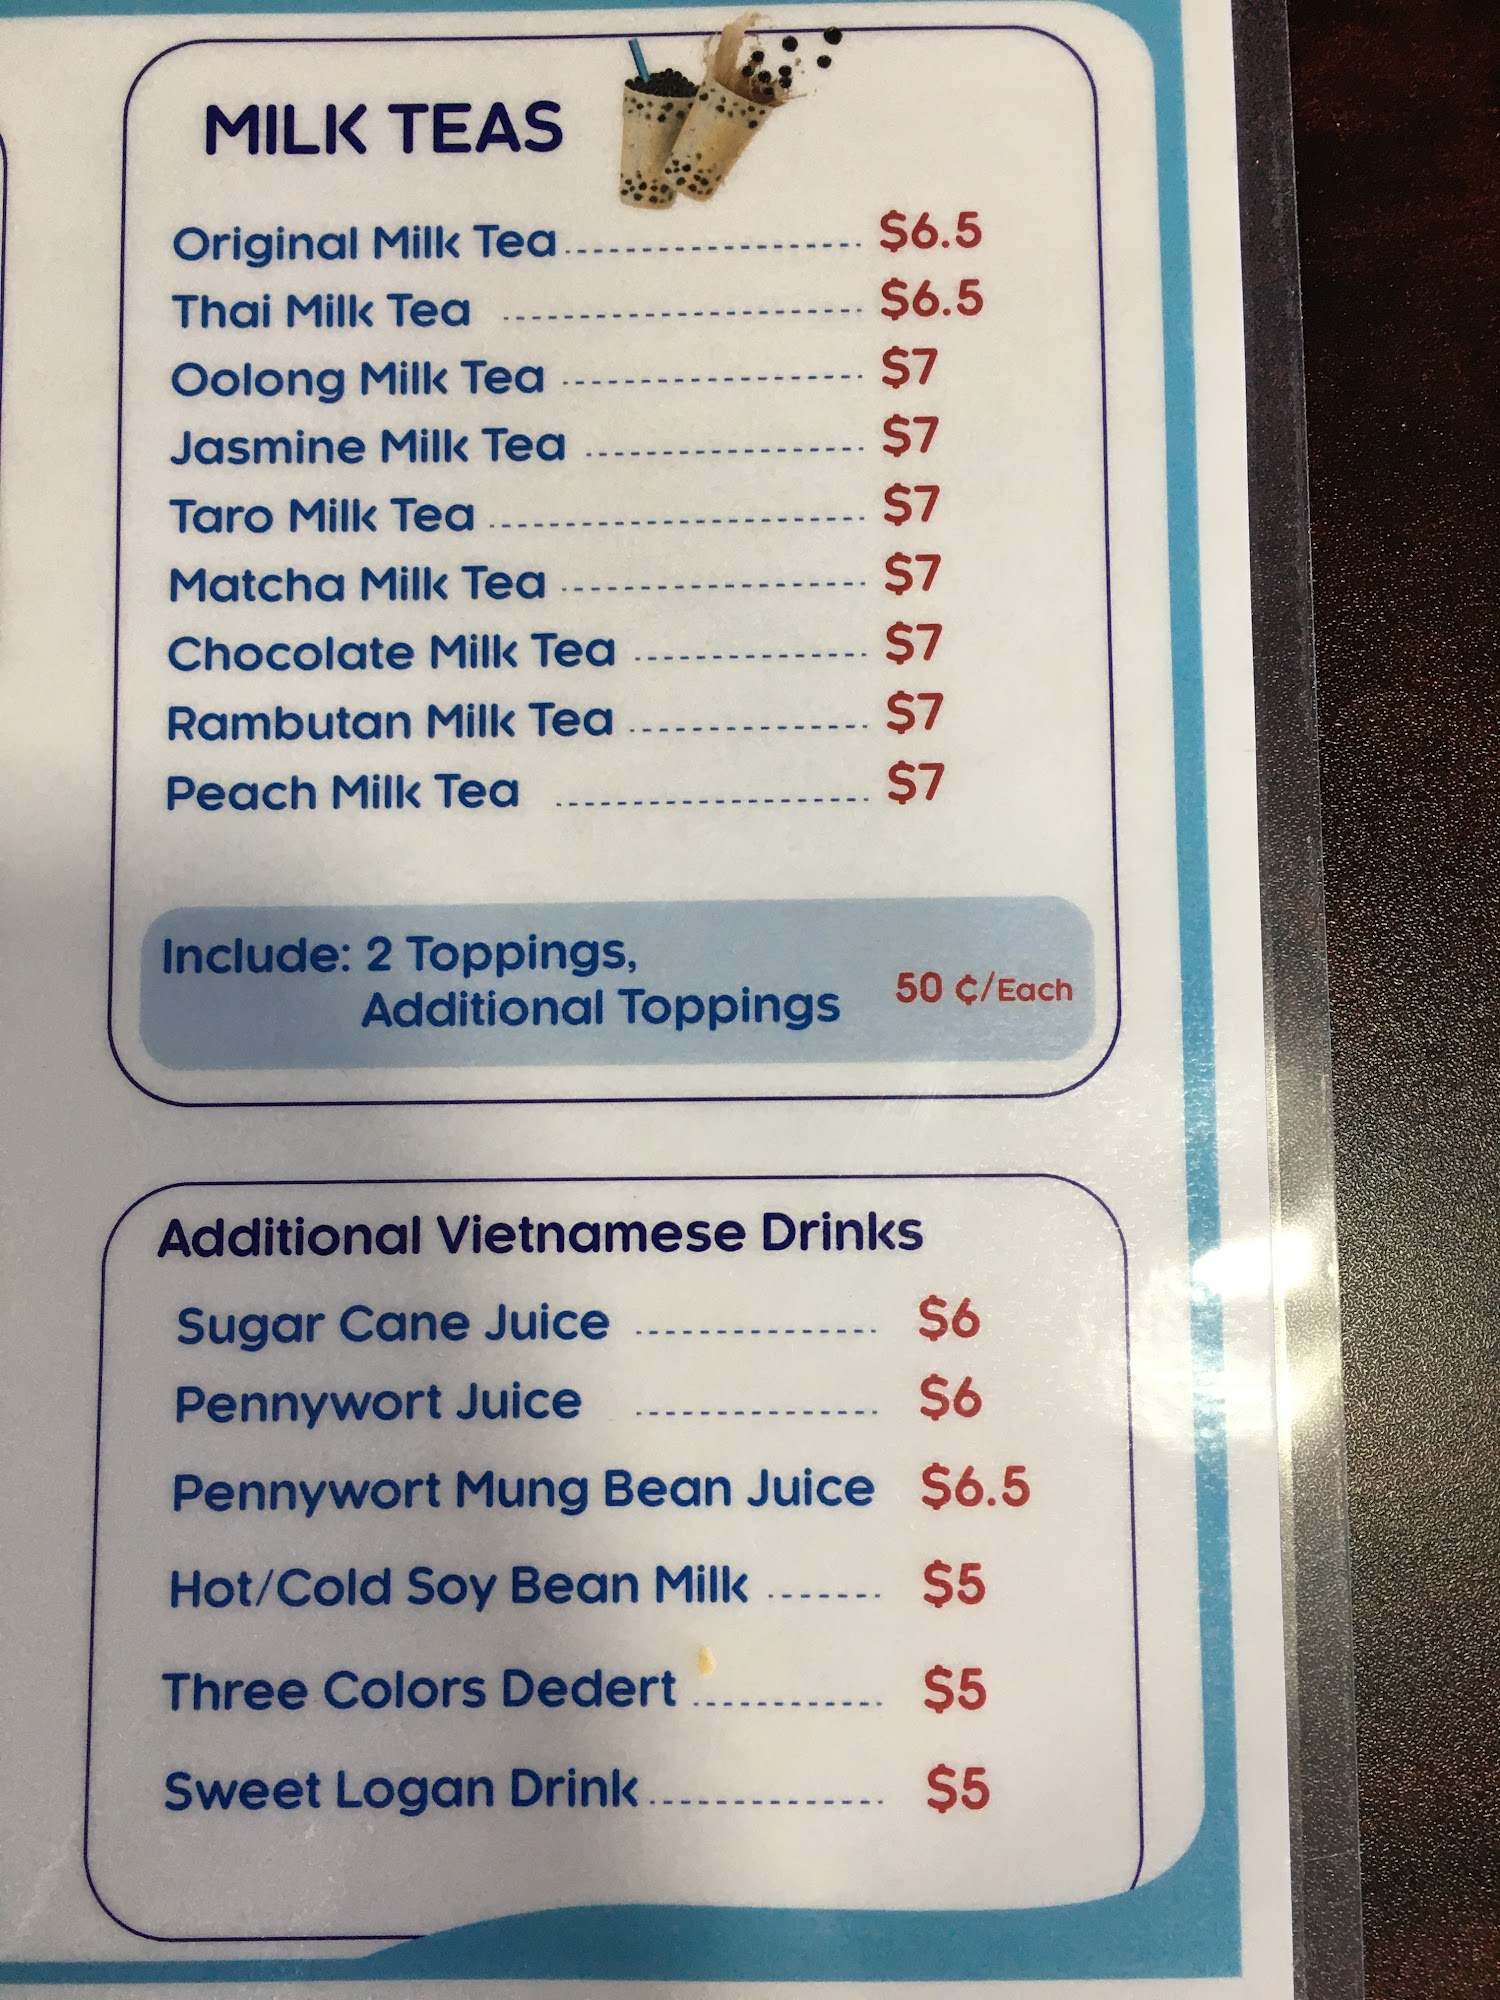 MILK TEAS
Original Milk Tea $6.5
Thai Milk Tea $6.5
Oolong Milk Tea $7
Jasmine Milk Tea $7
Taro Milk Tea $7
Matcha Milk Tea $7
Chocolate Milk Tea $7
Rambutan Milk Tea $7
Peach Milk Tea $7
Include: 2 Toppings,
Additional Toppings 50 ¢/Each
Additional Vietnamese Drinks
Sugar Cane Juice $6
Pennywort Juice $6
Pennywort Mung Bean Juice $6.5
Hot/Cold Soy Bean Milk $5
Three Colors Dedert $5
Sweet Logan Drink $5